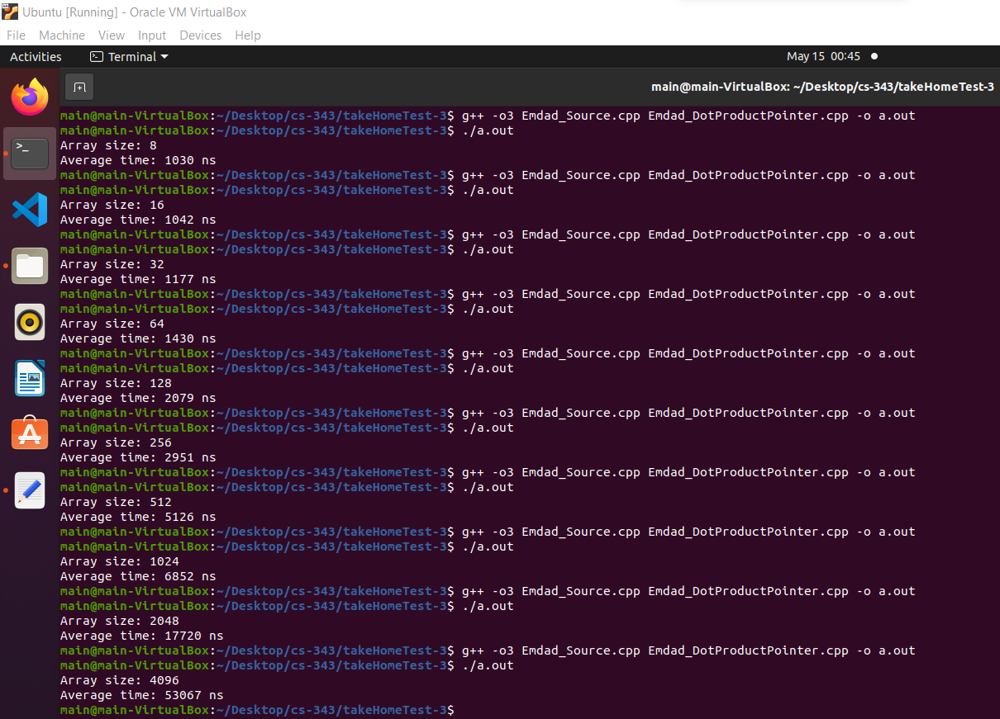 Ubuntu [Running] - Oracle VM VirtualBox
File Machine View Input Devices Help
Activities Terminal May 15 00:45
main@main-VirtualBox: ~/Desktop/cs-343/takeHomeTest-3
main@main-VirtualBox:~/Desktop/cs-343/takeHomeTest-3$ g++ -o3 Emdad_Source.cpp Emdad_DotProductPointer.cpp -o a.out
main@main-VirtualBox:~/Desktop/cs-343/takeHomeTest-3$ ./a.out
Array size: 8
Average time: 1030 ns
main@main-VirtualBox:~/Desktop/cs-343/takeHomeTest-3$ g++ -o3 Emdad_Source.cpp Emdad_DotProductPointer.cpp -o a.out
main@main-VirtualBox:~/Desktop/cs-343/takeHomeTest-3$ ./a.out
Array size: 16
Average time: 1042 ns
main@main-VirtualBox:~/Desktop/cs-343/takeHomeTest-3$ g++ -o3 Emdad_Source.cpp Emdad_DotProductPointer.cpp -o a.out
main@main-VirtualBox:~/Desktop/cs-343/takeHomeTest-3$ ./a.out
Array size: 32
Average time: 1177 ns
main@main-VirtualBox:~/Desktop/cs-343/takeHomeTest-3$ g++ -o3 Emdad_Source.cpp Emdad_DotProductPointer.cpp -o a.out
main@main-VirtualBox:~/Desktop/cs-343/takeHomeTest-3$ ./a.out
Array size: 64
Average time: 1430 ns
main@main-VirtualBox:~/Desktop/cs-343/takeHomeTest-3$ g++ -o3 Emdad_Source.cpp Emdad_DotProductPointer.cpp -o a.out
main@main-VirtualBox:~/Desktop/cs-343/takeHomeTest-3$ ./a.out
Array size: 128
Average time: 2079 ns
main@main-VirtualBox:~/Desktop/cs-343/takeHomeTest-3$ g++ -o3 Emdad_Source.cpp Emdad_DotProductPointer.cpp -o a.out
main@main-VirtualBox:~/Desktop/cs-343/takeHomeTest-3$ ./a.out
Array size: 256
Average time: 2951 ns
main@main-VirtualBox:~/Desktop/cs-343/takeHomeTest-3$ g++ -o3 Emdad_Source.cpp Emdad_DotProductPointer.cpp -o a.out
main@main-VirtualBox:~/Desktop/cs-343/takeHomeTest-3$ ./a.out
Array size: 512
Average time: 5126 ns
main@main-VirtualBox:~/Desktop/cs-343/takeHomeTest-3$ g++ -o3 Emdad_Source.cpp Emdad_DotProductPointer.cpp -o a.out
main@main-VirtualBox:~/Desktop/cs-343/takeHomeTest-3$ ./a.out
Array size: 1024
Average time: 6852 ns
main@main-VirtualBox:~/Desktop/cs-343/takeHomeTest-3$ g++ -o3 Emdad_Source.cpp Emdad_DotProductPointer.cpp -o a.out
main@main-VirtualBox:~/Desktop/cs-343/takeHomeTest-3$ ./a.out
Array size: 2048
Average time: 17720 ns
main@main-VirtualBox:~/Desktop/cs-343/takeHomeTest-3$ g++ -o3 Emdad_Source.cpp Emdad_DotProductPointer.cpp -o a.out
main@main-VirtualBox:~/Desktop/cs-343/takeHomeTest-3$ ./a.out
Array size: 4096
Average time: 53067 ns
main@main-VirtualBox:~/Desktop/cs-343/takeHomeTest-3$